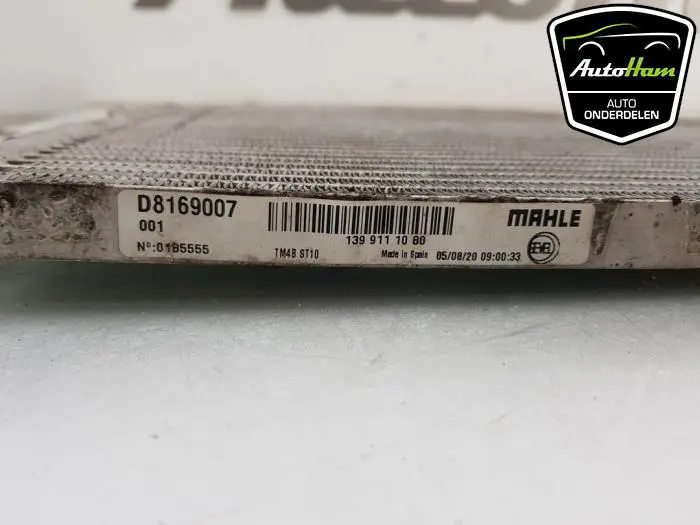 AutoHam
AUTO
ONDERDELEN
D8169007
001
Nº:0185555
139 911 10 80
TM4B ST10
Made in Spain
05/08/20 09:00:33
MAHLE